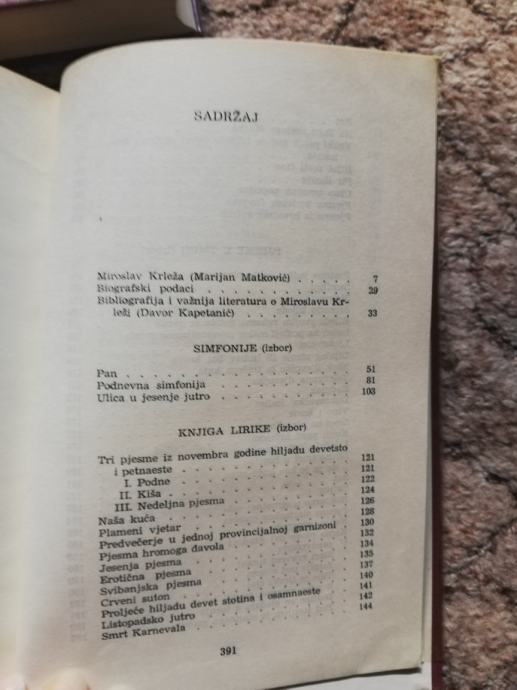 SADRŽAJ
Miroslav Krleža (Marijan Matković) . . . . . 7
Biografski podaci . . . . . . . . . . 29
Bibliografija i važnija literatura o Miroslavu Kr-
leži (Davor Kapetanić) . . . . . . . . 33
SIMFONIJE (izbor)
Pan . . . . . . . . . . . . . . 51
Podnevna simfonija . . . . . . . . . 81
Ulica u jesenje jutro . . . . . . . . . 103
KNJIGA LIRIKE (izbor)
Tri pjesme iz novembra godine hiljadu devetsto
i petnaeste . . . . . . . . . . . 121
I. Podne . . . . . . . . . . . 121
II. Kiša . . . . . . . . . . . 122
III. Nedeljna pjesma . . . . . . . . 124
Naša kuća . . . . . . . . . . . . 126
Plameni vjetar . . . . . . . . . . . 128
Predvečerje u jednoj provincijalnoj garnizoni . 130
Pjesma hromoga đavola . . . . . . . . 132
Jesenja pjesma . . . . . . . . . . . 134
Erotična pjesma . . . . . . . . . . 135
Svibanjska pjesma . . . . . . . . . . 137
Crveni suton . . . . . . . . . . . 140
Proljeće hiljadu devet stotina i osamnaeste . . 141
Listopadsko jutro . . . . . . . . . . 142
Smrt Karnevala . . . . . . . . . . . 144
391